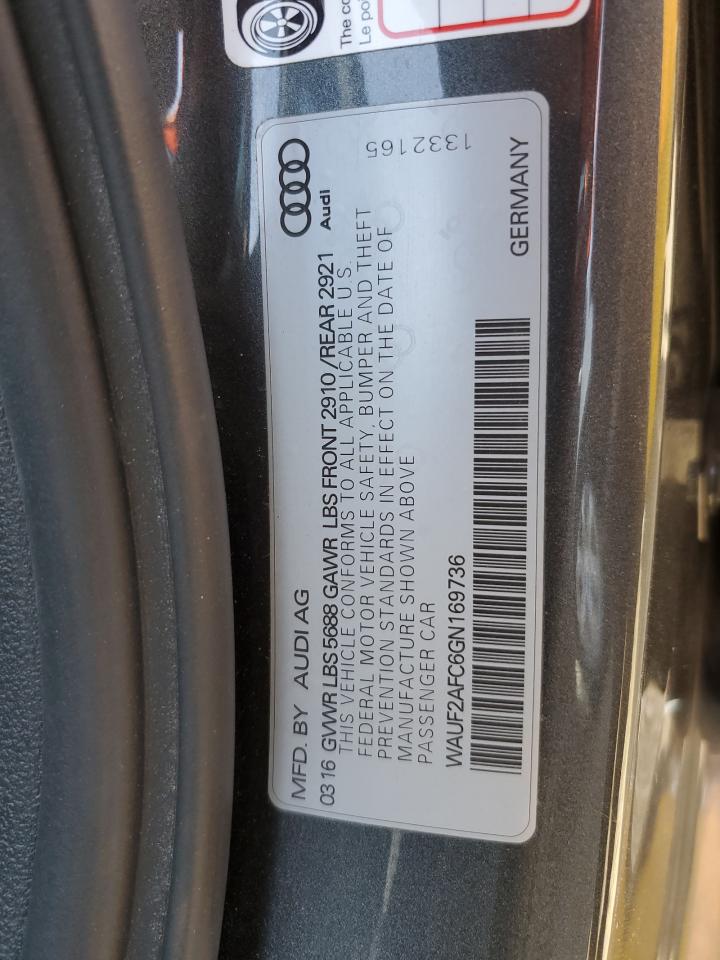 The co
Le po
MFD. BY AUDI AG
03 16 GVWR LBS 5688 GAWR LBS FRONT 2910 /REAR 2921
THIS VEHICLE CONFORMS TO ALL APPLICABLE U.S.
FEDERAL MOTOR VEHICLE SAFETY, BUMPER AND THEFT
PREVENTION STANDARDS IN EFFECT ON THE DATE OF
MANUFACTURE SHOWN ABOVE
PASSENGER CAR
WAUF2AFC6GN169736
Audi
1332165
GERMANY